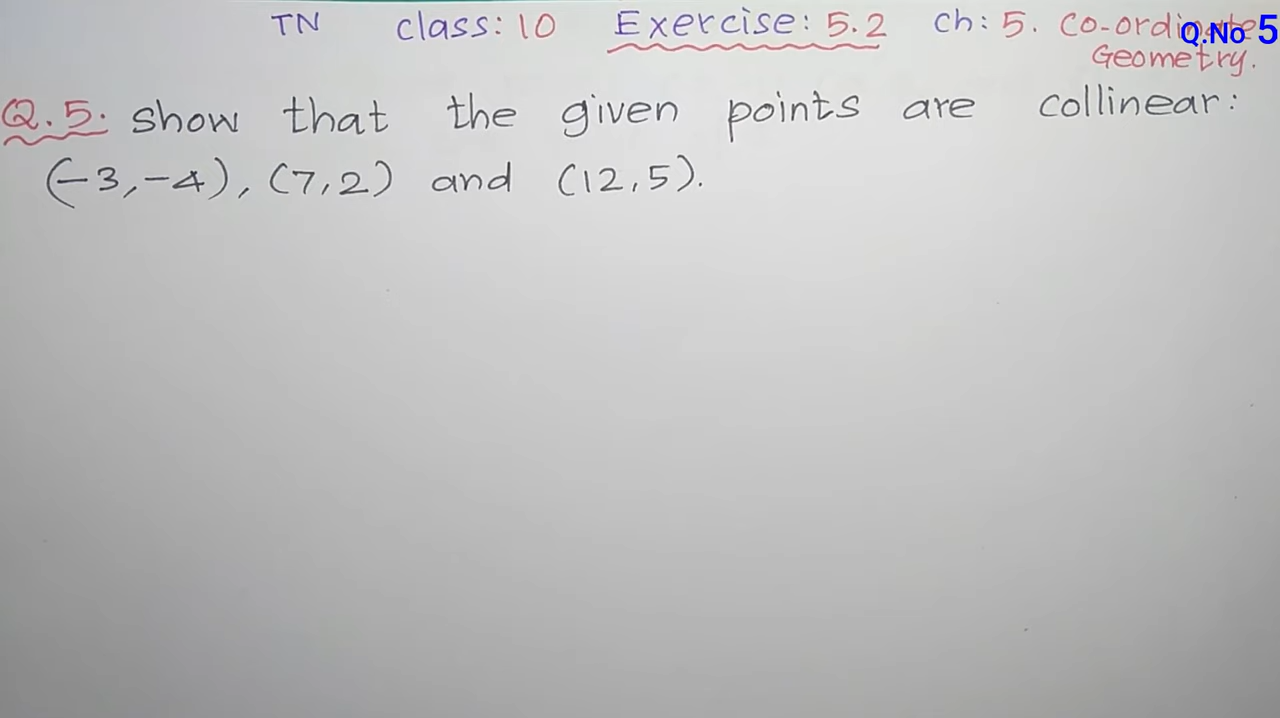 TN class: 10 Exercise: 5.2 ch: 5. Co-ordinate
Q.No 5
Geometry.
Q.5. show that the given points are collinear:
(-3,-4), (7,2) and (12,5).